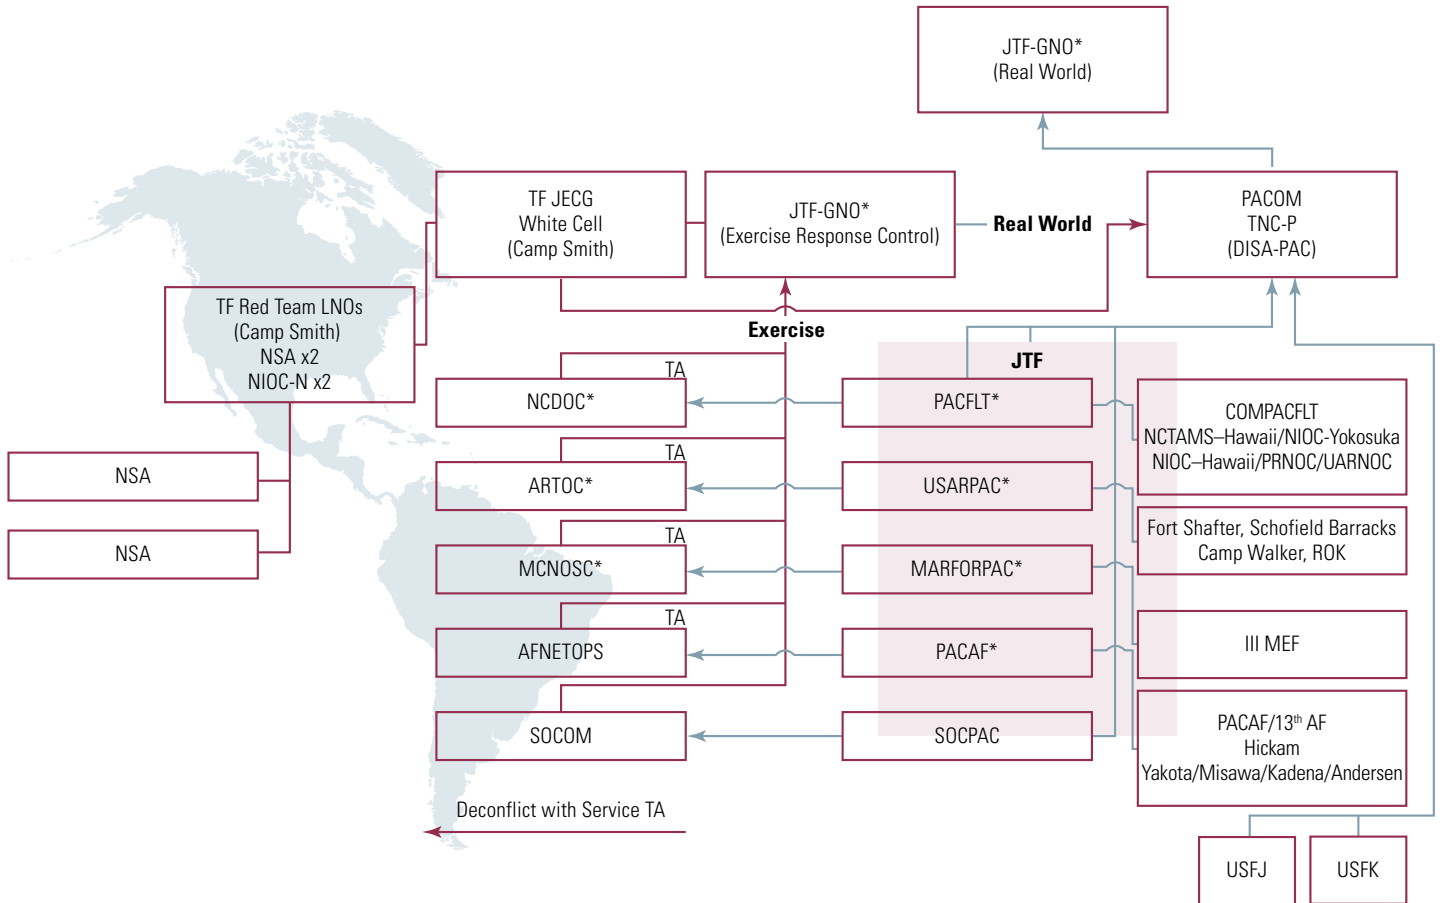 JTF-GNO*
(Real World)
TF JECG
White Cell
(Camp Smith)
JTF-GNO*
(Exercise Response Control)
Real World
PACOM
TNC-P
(DISA-PAC)
TF Red Team LNOs
(Camp Smith)
NSA x2
NIOC-N x2
Exercise
JTF
TA
NCDOC*
PACFLT*
COMPACFLT
NCTAMS–Hawaii/NIOC-Yokosuka
NIOC–Hawaii/PRNOC/UARNOC
NSA
TA
ARTOC*
USARPAC*
Fort Shafter, Schofield Barracks
Camp Walker, ROK
NSA
TA
MCNOSC*
MARFORPAC*
III MEF
TA
AFNETOPS
PACAF*
PACAF/13th AF
Hickam
Yakota/Misawa/Kadena/Andersen
SOCOM
SOCPAC
Deconflict with Service TA
USFJ
USFK